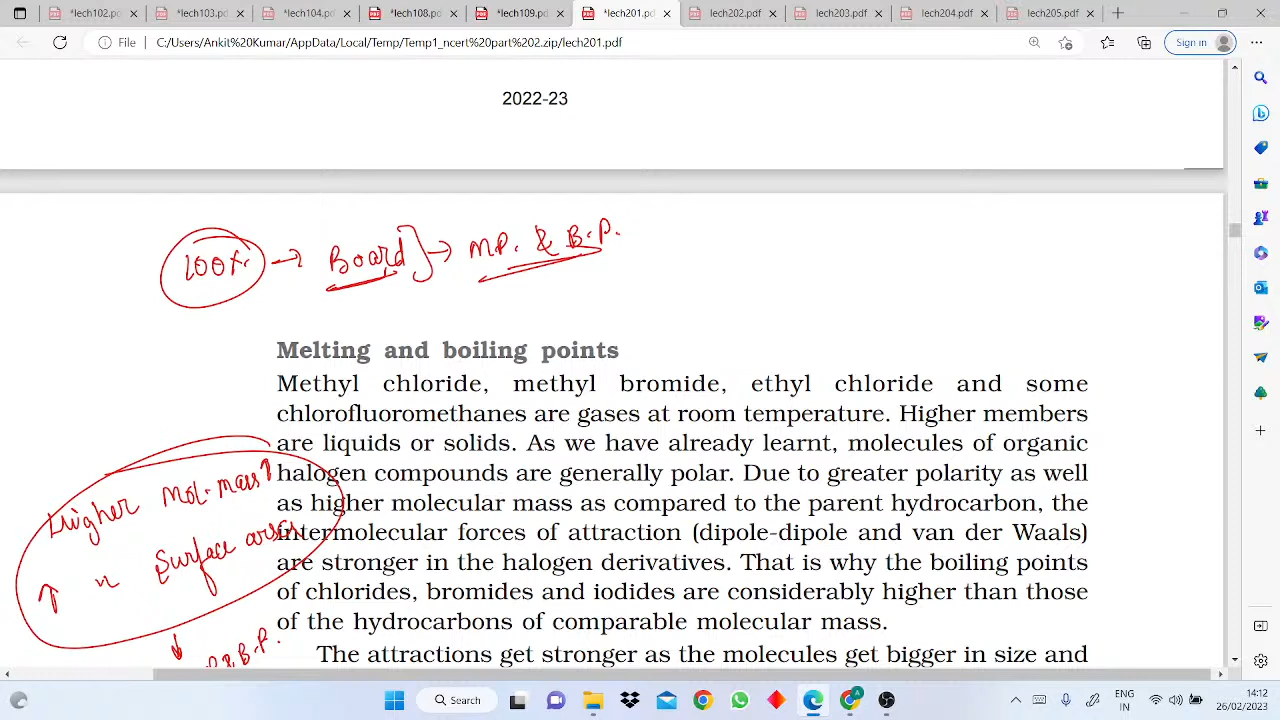 *lech102.pdf
*lech103.pdf
*lech104.pdf
*lech108.pdf
*lech109.pdf
*lech201.pdf
lech202.pdf
lech203.pdf
lech204.pdf
lech205.pdf
File
C:/Users/Ankit%20Kumar/AppData/Local/Temp/Temp1_ncert%20part%202.zip/lech201.pdf
Sign in
2022-23
100%. → Board] → M.P. & B.P.
Melting and boiling points
Methyl chloride, methyl bromide, ethyl chloride and some
chlorofluoromethanes are gases at room temperature. Higher members
are liquids or solids. As we have already learnt, molecules of organic
halogen compounds are generally polar. Due to greater polarity as well
as higher molecular mass as compared to the parent hydrocarbon, the
intermolecular forces of attraction (dipole-dipole and van der Waals)
are stronger in the halogen derivatives. That is why the boiling points
of chlorides, bromides and iodides are considerably higher than those
of the hydrocarbons of comparable molecular mass.
The attractions get stronger as the molecules get bigger in size and
Higher Mol. mass ↑
↑ " Surface area
↓
& B.P.
Search
ENG
IN
14:12
26/02/2023